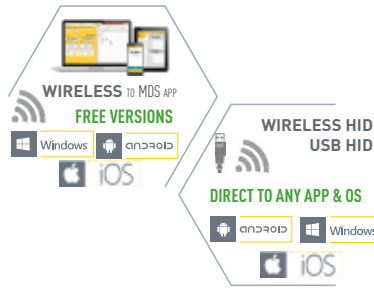 WIRELESS TO MDS APP
FREE VERSIONS
Windows android
iOS
WIRELESS HID
USB HID
DIRECT TO ANY APP & OS
android Windows
iOS